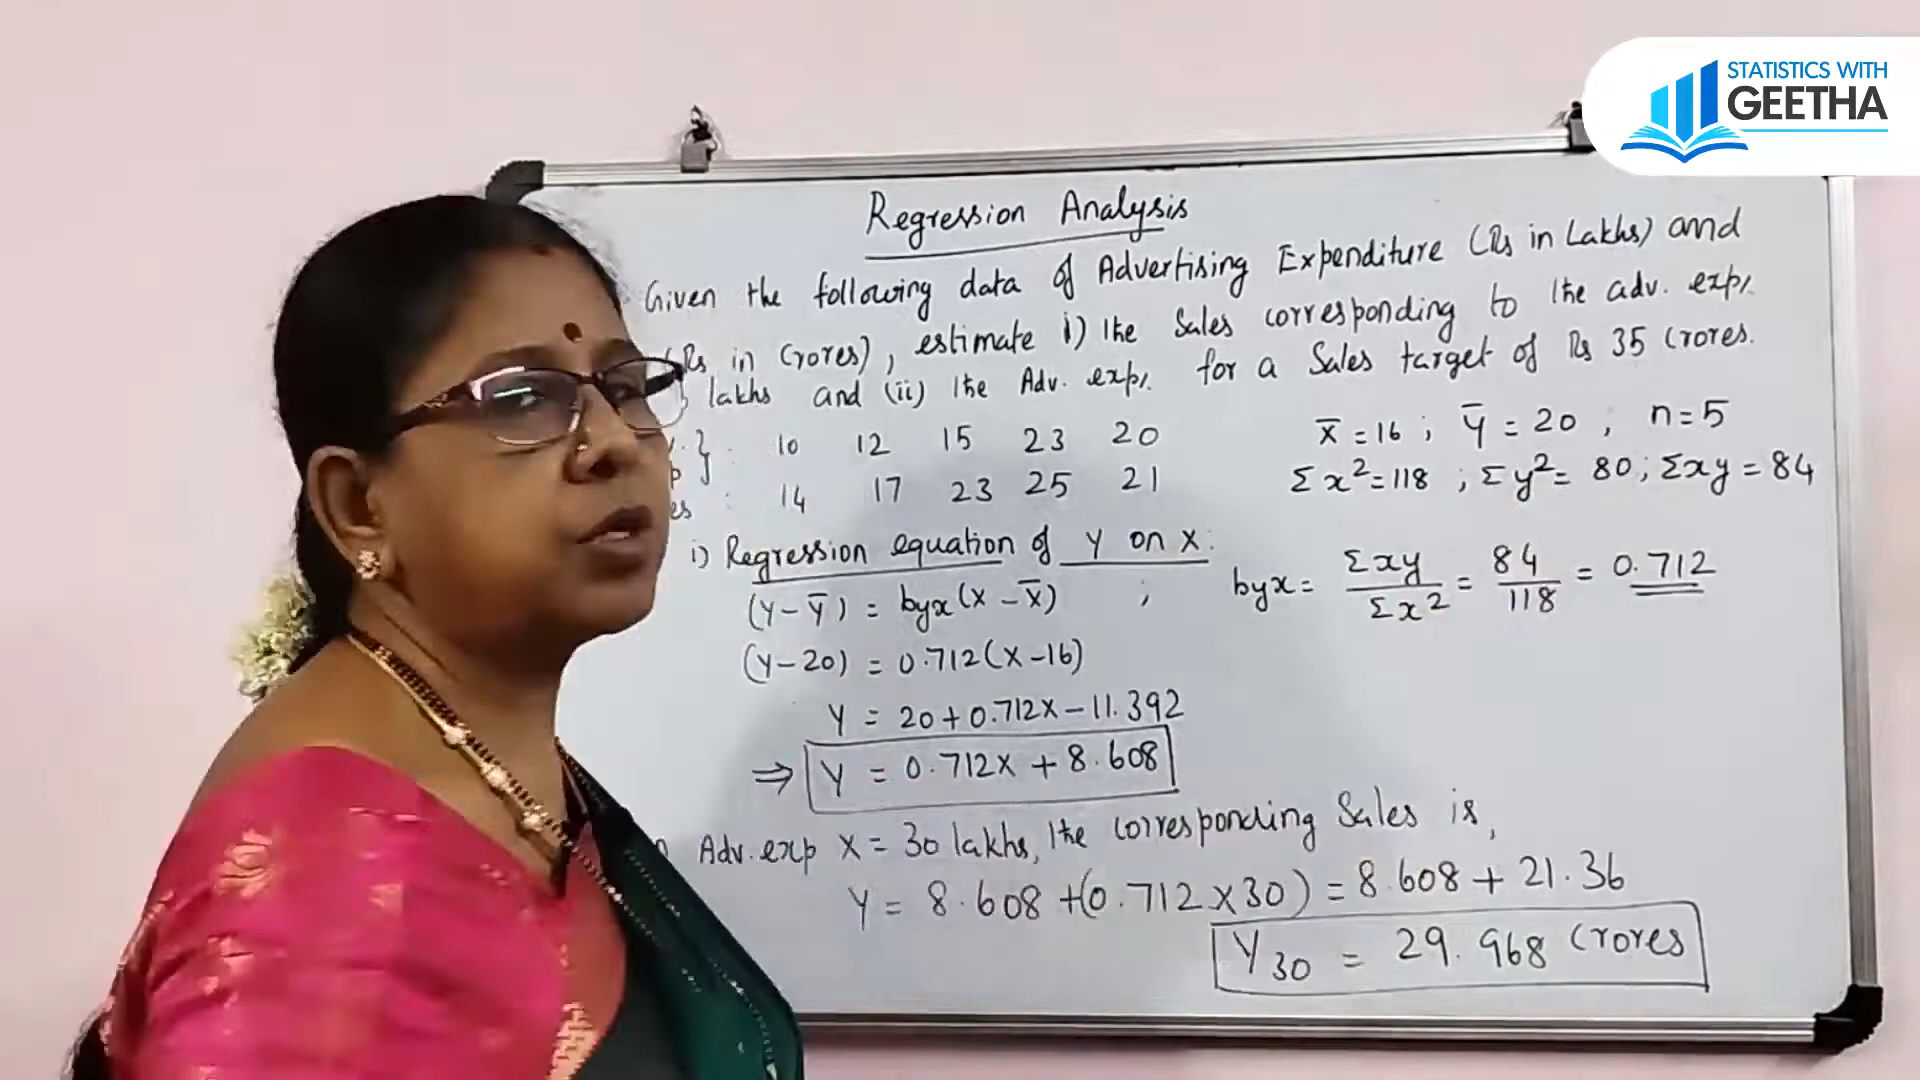 STATISTICS WITH
GEETHA
Regression Analysis
Given the following data of Advertising Expenditure (Rs in Lakhs) and
(Rs in Crores), estimate i) the Sales corresponding to the adv. exp/.
lakhs and (ii) the Adv. exp/. for a Sales target of Rs 35 Crores.
} : 10 12 15 23 20
es : 14 17 23 25 21
X̅ = 16 ; Y̅ = 20 , n = 5
Σx²=118 ; Σy²= 80; Σxy = 84
i) Regression equation of Y on X:
(Y-Y̅) = byx(X-X̅) ; byx = Σxy/Σx² = 84/118 = 0.712
(Y-20) = 0.712(X-16)
Y = 20+0.712X-11.392
⇒ Y = 0.712X + 8.608
Adv.exp X = 30 lakhs, the corresponding Sales is,
Y = 8.608 +(0.712X30) = 8.608 + 21.36
Y30 = 29.968 Crores